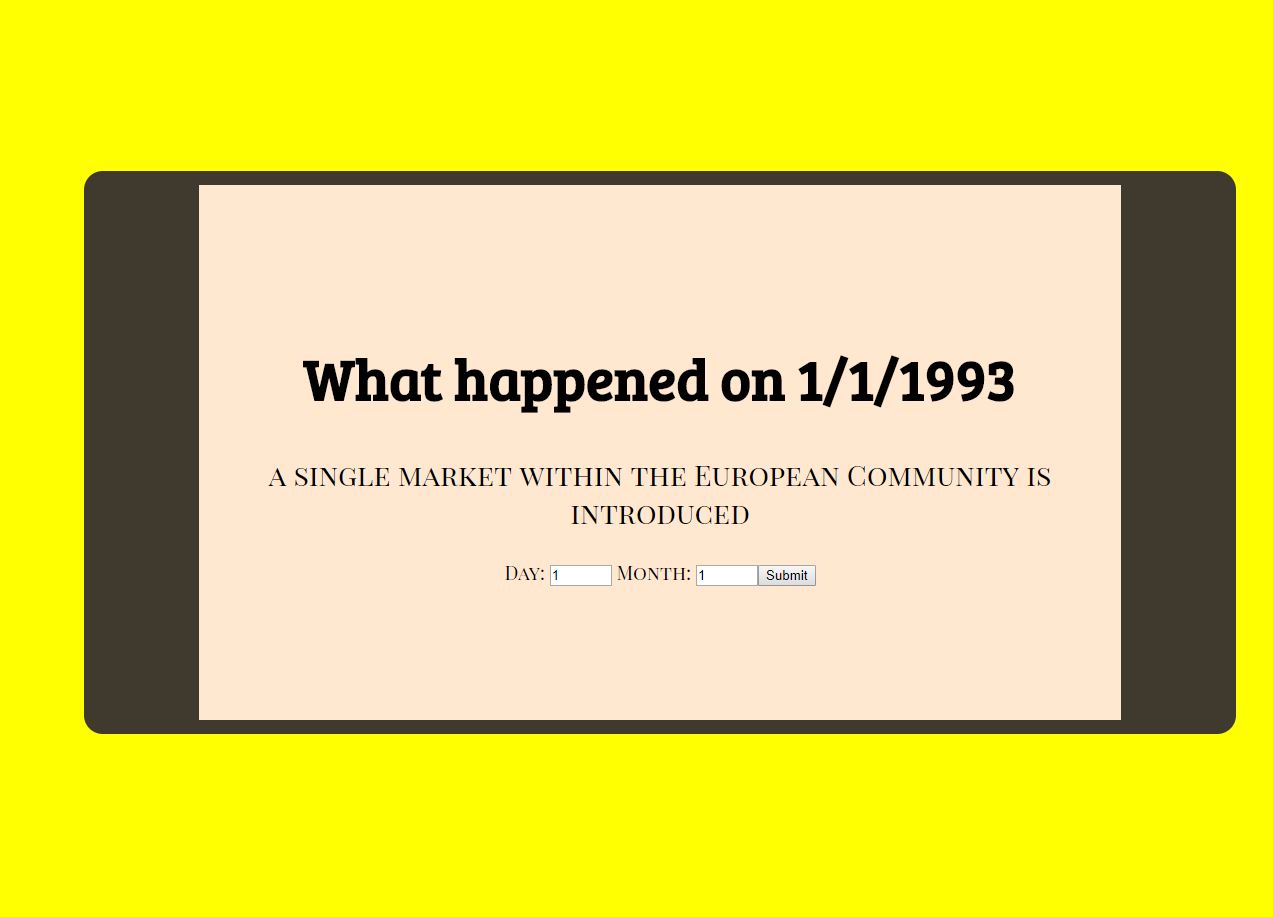 What happened on 1/1/1993
a single market within the European Community is
introduced
Day: 1 Month: 1 Submit